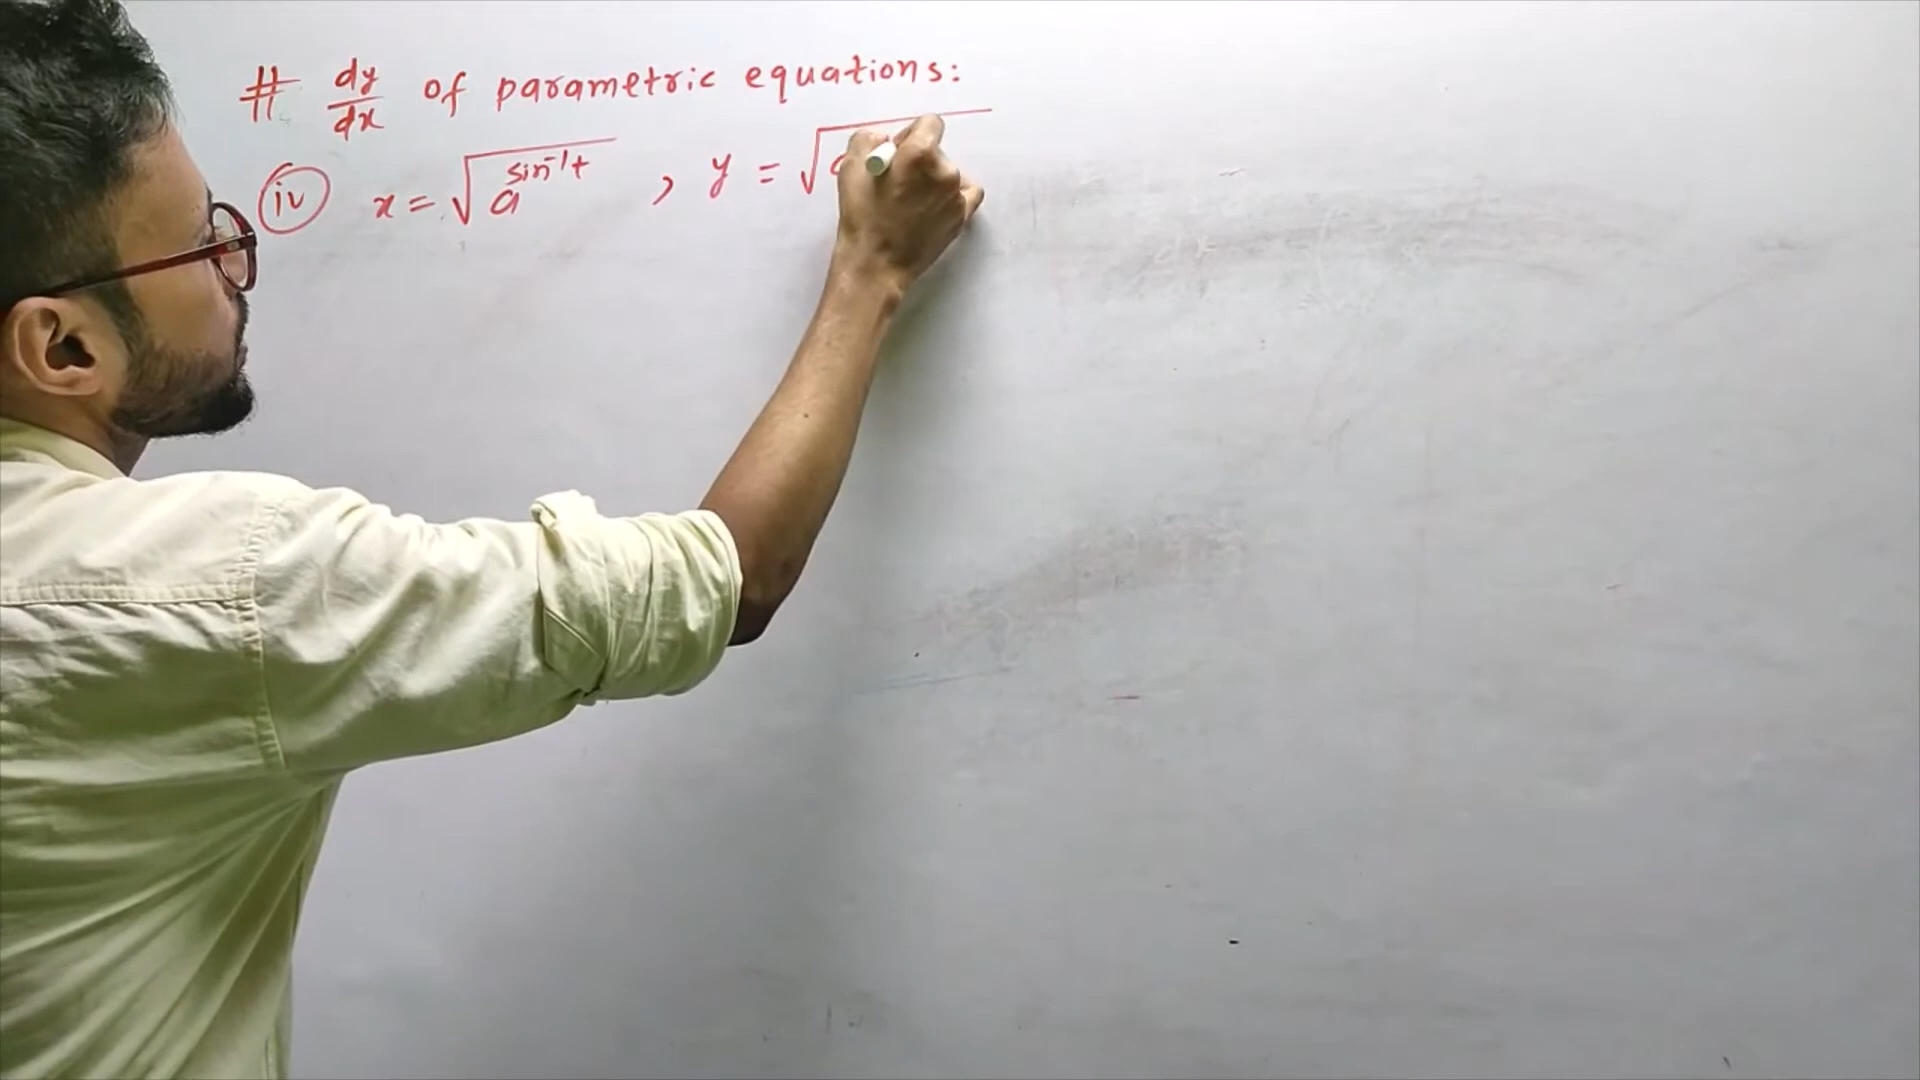 # dy/dx of parametric equations:
(iv) x = √(a^(sin⁻¹t)) , y = √